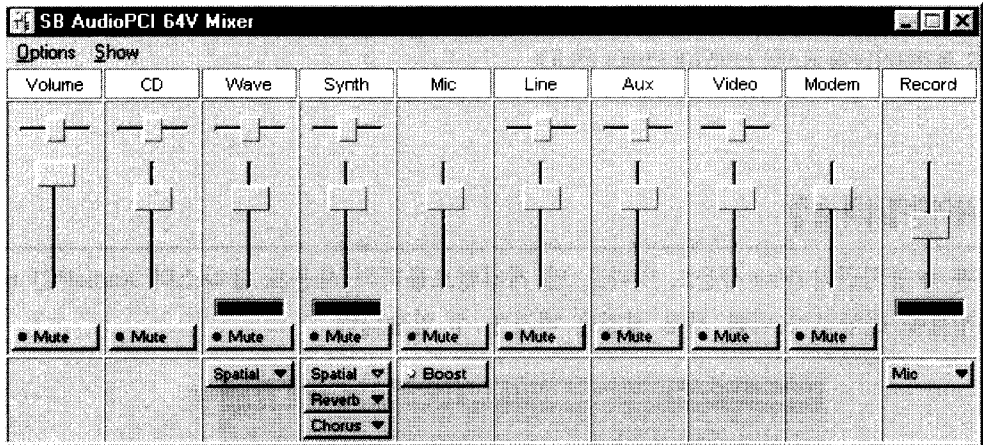 SB AudioPCI 64V Mixer
Options Show
Volume CD Wave Synth Mic Line Aux Video Modem Record
Mute Mute Mute Mute Mute Mute Mute Mute Mute
Spatial Spatial Boost Mic
Reverb
Chorus